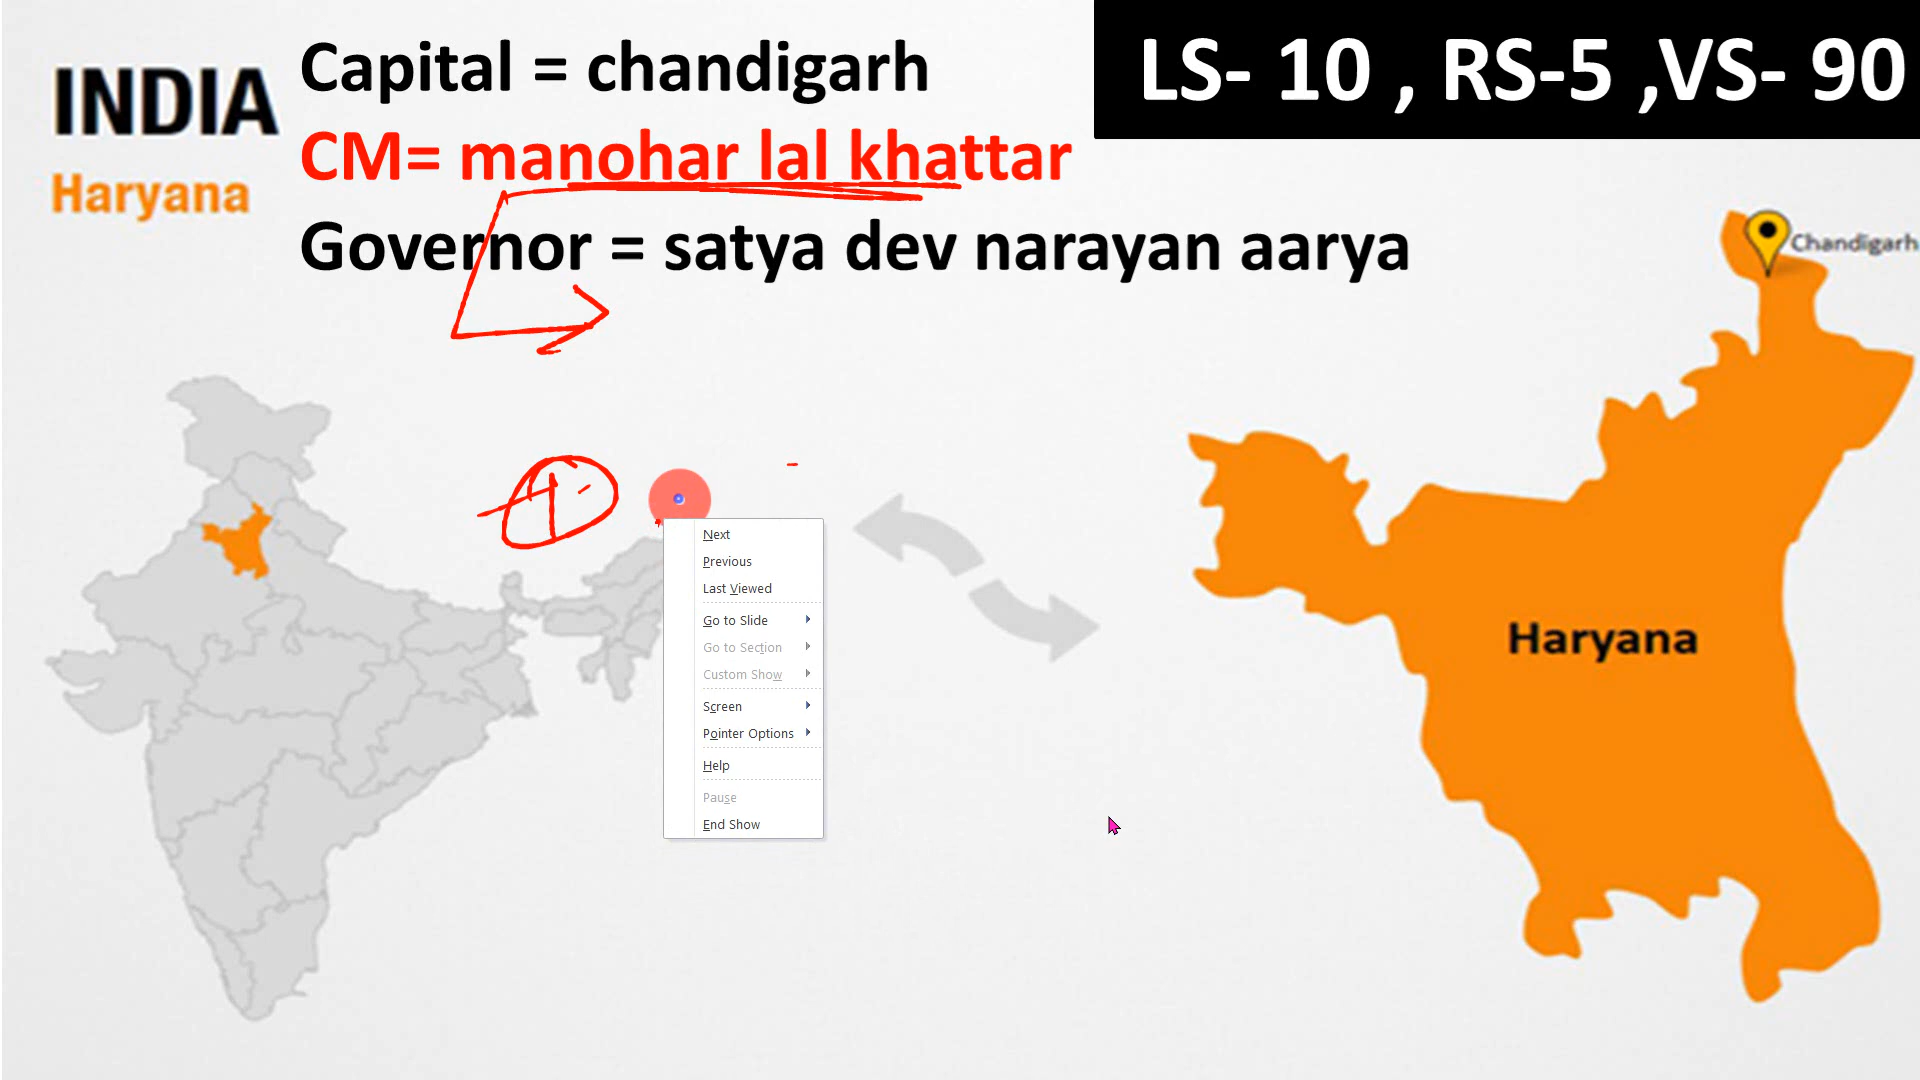 INDIA
Haryana
Capital = chandigarh
CM= manohar lal khattar
Governor = satya dev narayan aarya
LS- 10 , RS-5 ,VS- 90
Chandigarh
Haryana
Next
Previous
Last Viewed
Go to Slide
Go to Section
Custom Show
Screen
Pointer Options
Help
Pause
End Show